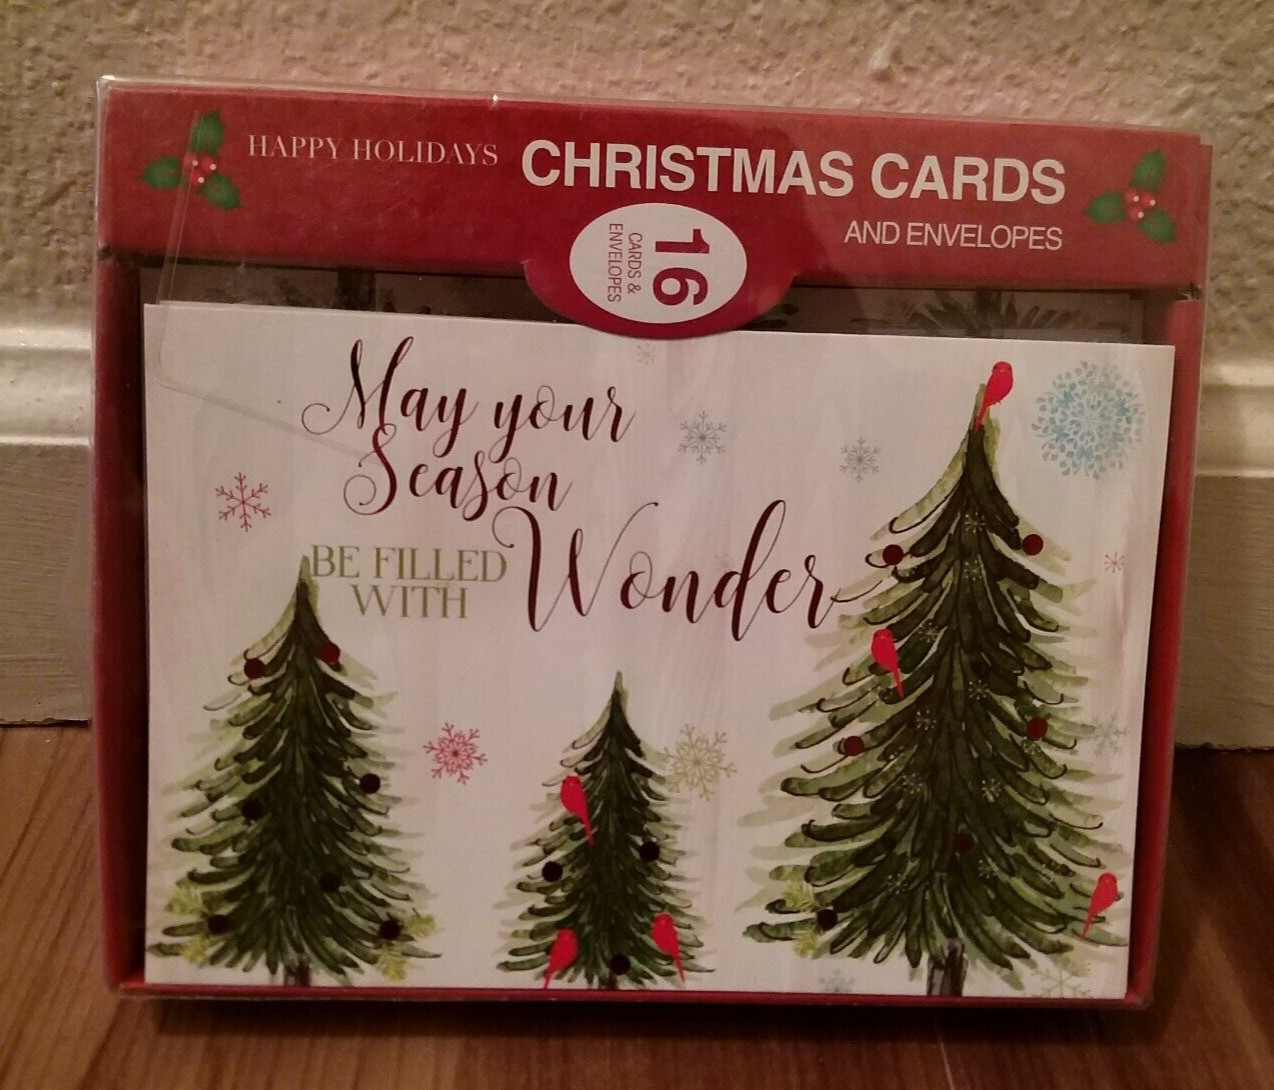 HAPPY HOLIDAYS CHRISTMAS CARDS
AND ENVELOPES
16
CARDS &
ENVELOPES
May your
Season
BE FILLED
WITH
Wonder